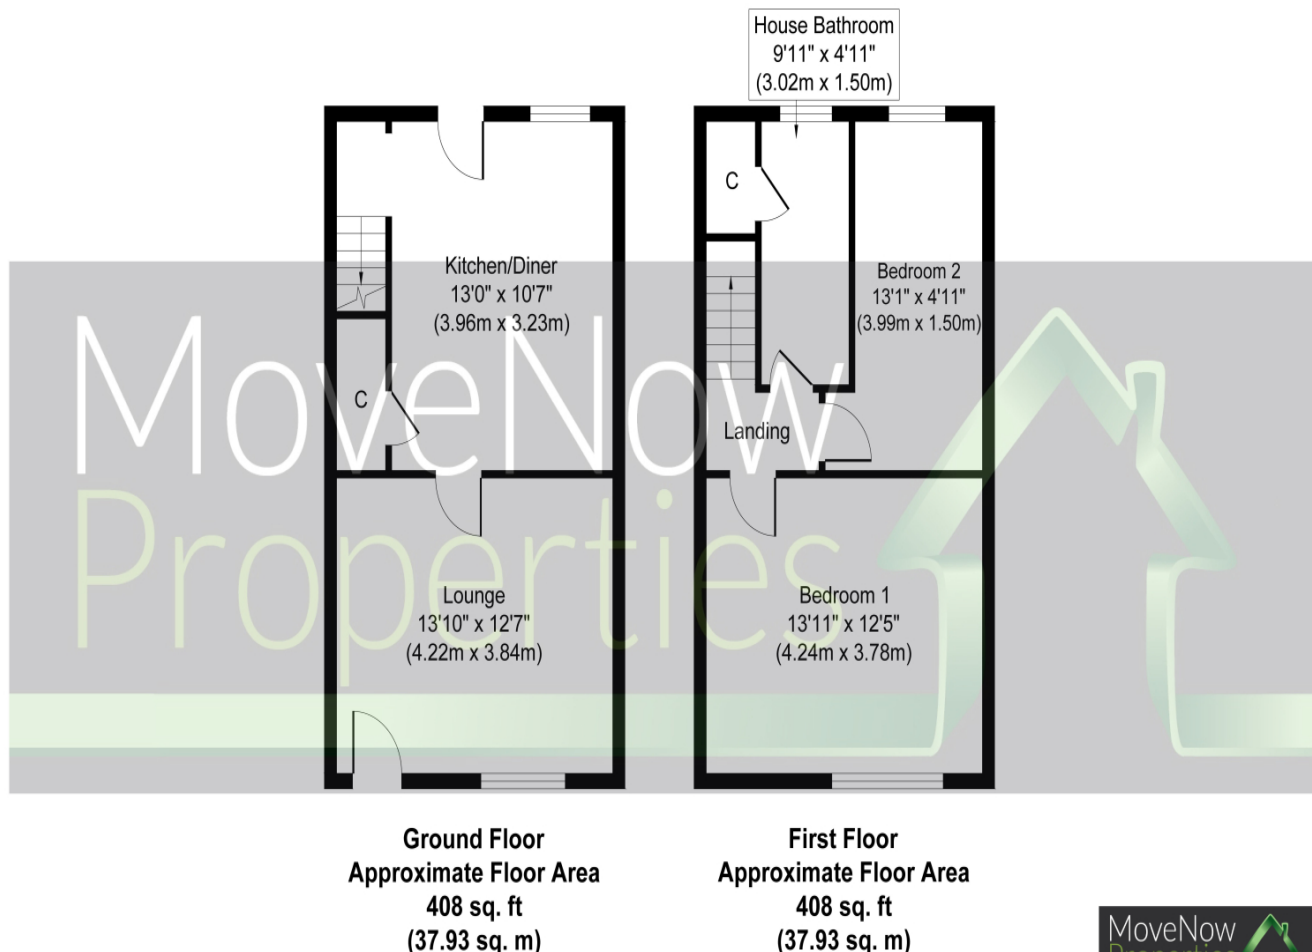 House Bathroom
9'11" x 4'11"
(3.02m x 1.50m)
C
Kitchen/Diner
13'0" x 10'7"
(3.96m x 3.23m)
C
Bedroom 2
13'1" x 4'11"
(3.99m x 1.50m)
C
Landing
MoveNow
Properties
Lounge
13'10" x 12'7"
(4.22m x 3.84m)
Bedroom 1
13'11" x 12'5"
(4.24m x 3.78m)
Ground Floor
Approximate Floor Area
408 sq. ft
(37.93 sq. m)
First Floor
Approximate Floor Area
408 sq. ft
(37.93 sq. m)
MoveNow
Properties